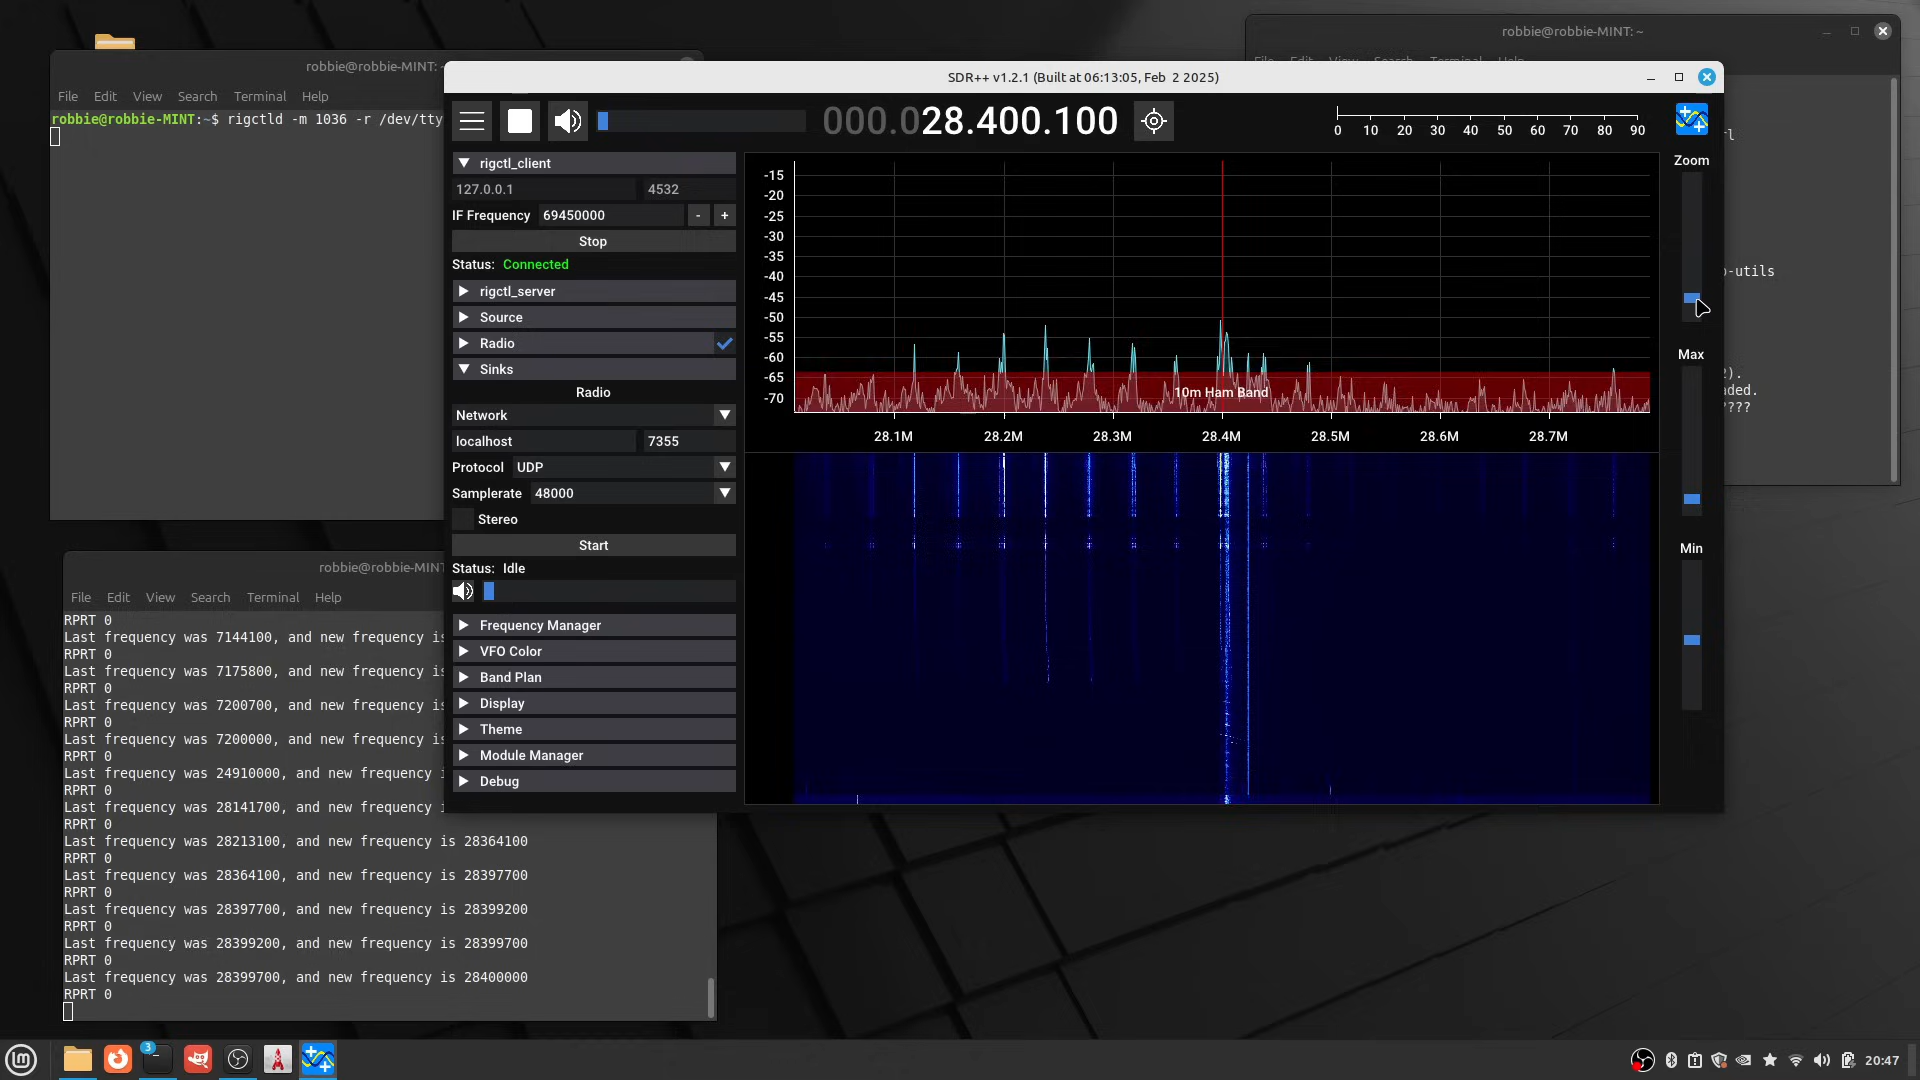 robbie@robbie-MINT: ~
File Edit View Search Terminal Help
robbie@robbie-MINT:~$ rigctld -m 1036 -r /dev/tty
robbie@robbie-MINT: ~
File Edit View Search Terminal Help
o-utils
2).
aded.
????
SDR++ v1.2.1 (Built at 06:13:05, Feb 2 2025)
000.028.400.100
0 10 20 30 40 50 60 70 80 90
rigctl_client
127.0.0.1 4532
IF Frequency 69450000 - +
Stop
Status: Connected
rigctl_server
Source
Radio
Sinks
Radio
Network
localhost 7355
Protocol UDP
Samplerate 48000
Stereo
Start
Status: Idle
Frequency Manager
VFO Color
Band Plan
Display
Theme
Module Manager
Debug
-15
-20
-25
-30
-35
-40
-45
-50
-55
-60
-65
-70
10m Ham Band
28.1M 28.2M 28.3M 28.4M 28.5M 28.6M 28.7M
Zoom
Max
Min
robbie@robbie-MINT
File Edit View Search Terminal Help
RPRT 0
Last frequency was 7144100, and new frequency is
RPRT 0
Last frequency was 7175800, and new frequency is
RPRT 0
Last frequency was 7200700, and new frequency is
RPRT 0
Last frequency was 7200000, and new frequency is
RPRT 0
Last frequency was 24910000, and new frequency i
RPRT 0
Last frequency was 28141700, and new frequency i
RPRT 0
Last frequency was 28213100, and new frequency is 28364100
RPRT 0
Last frequency was 28364100, and new frequency is 28397700
RPRT 0
Last frequency was 28397700, and new frequency is 28399200
RPRT 0
Last frequency was 28399200, and new frequency is 28399700
RPRT 0
Last frequency was 28399700, and new frequency is 28400000
RPRT 0
3
20:47